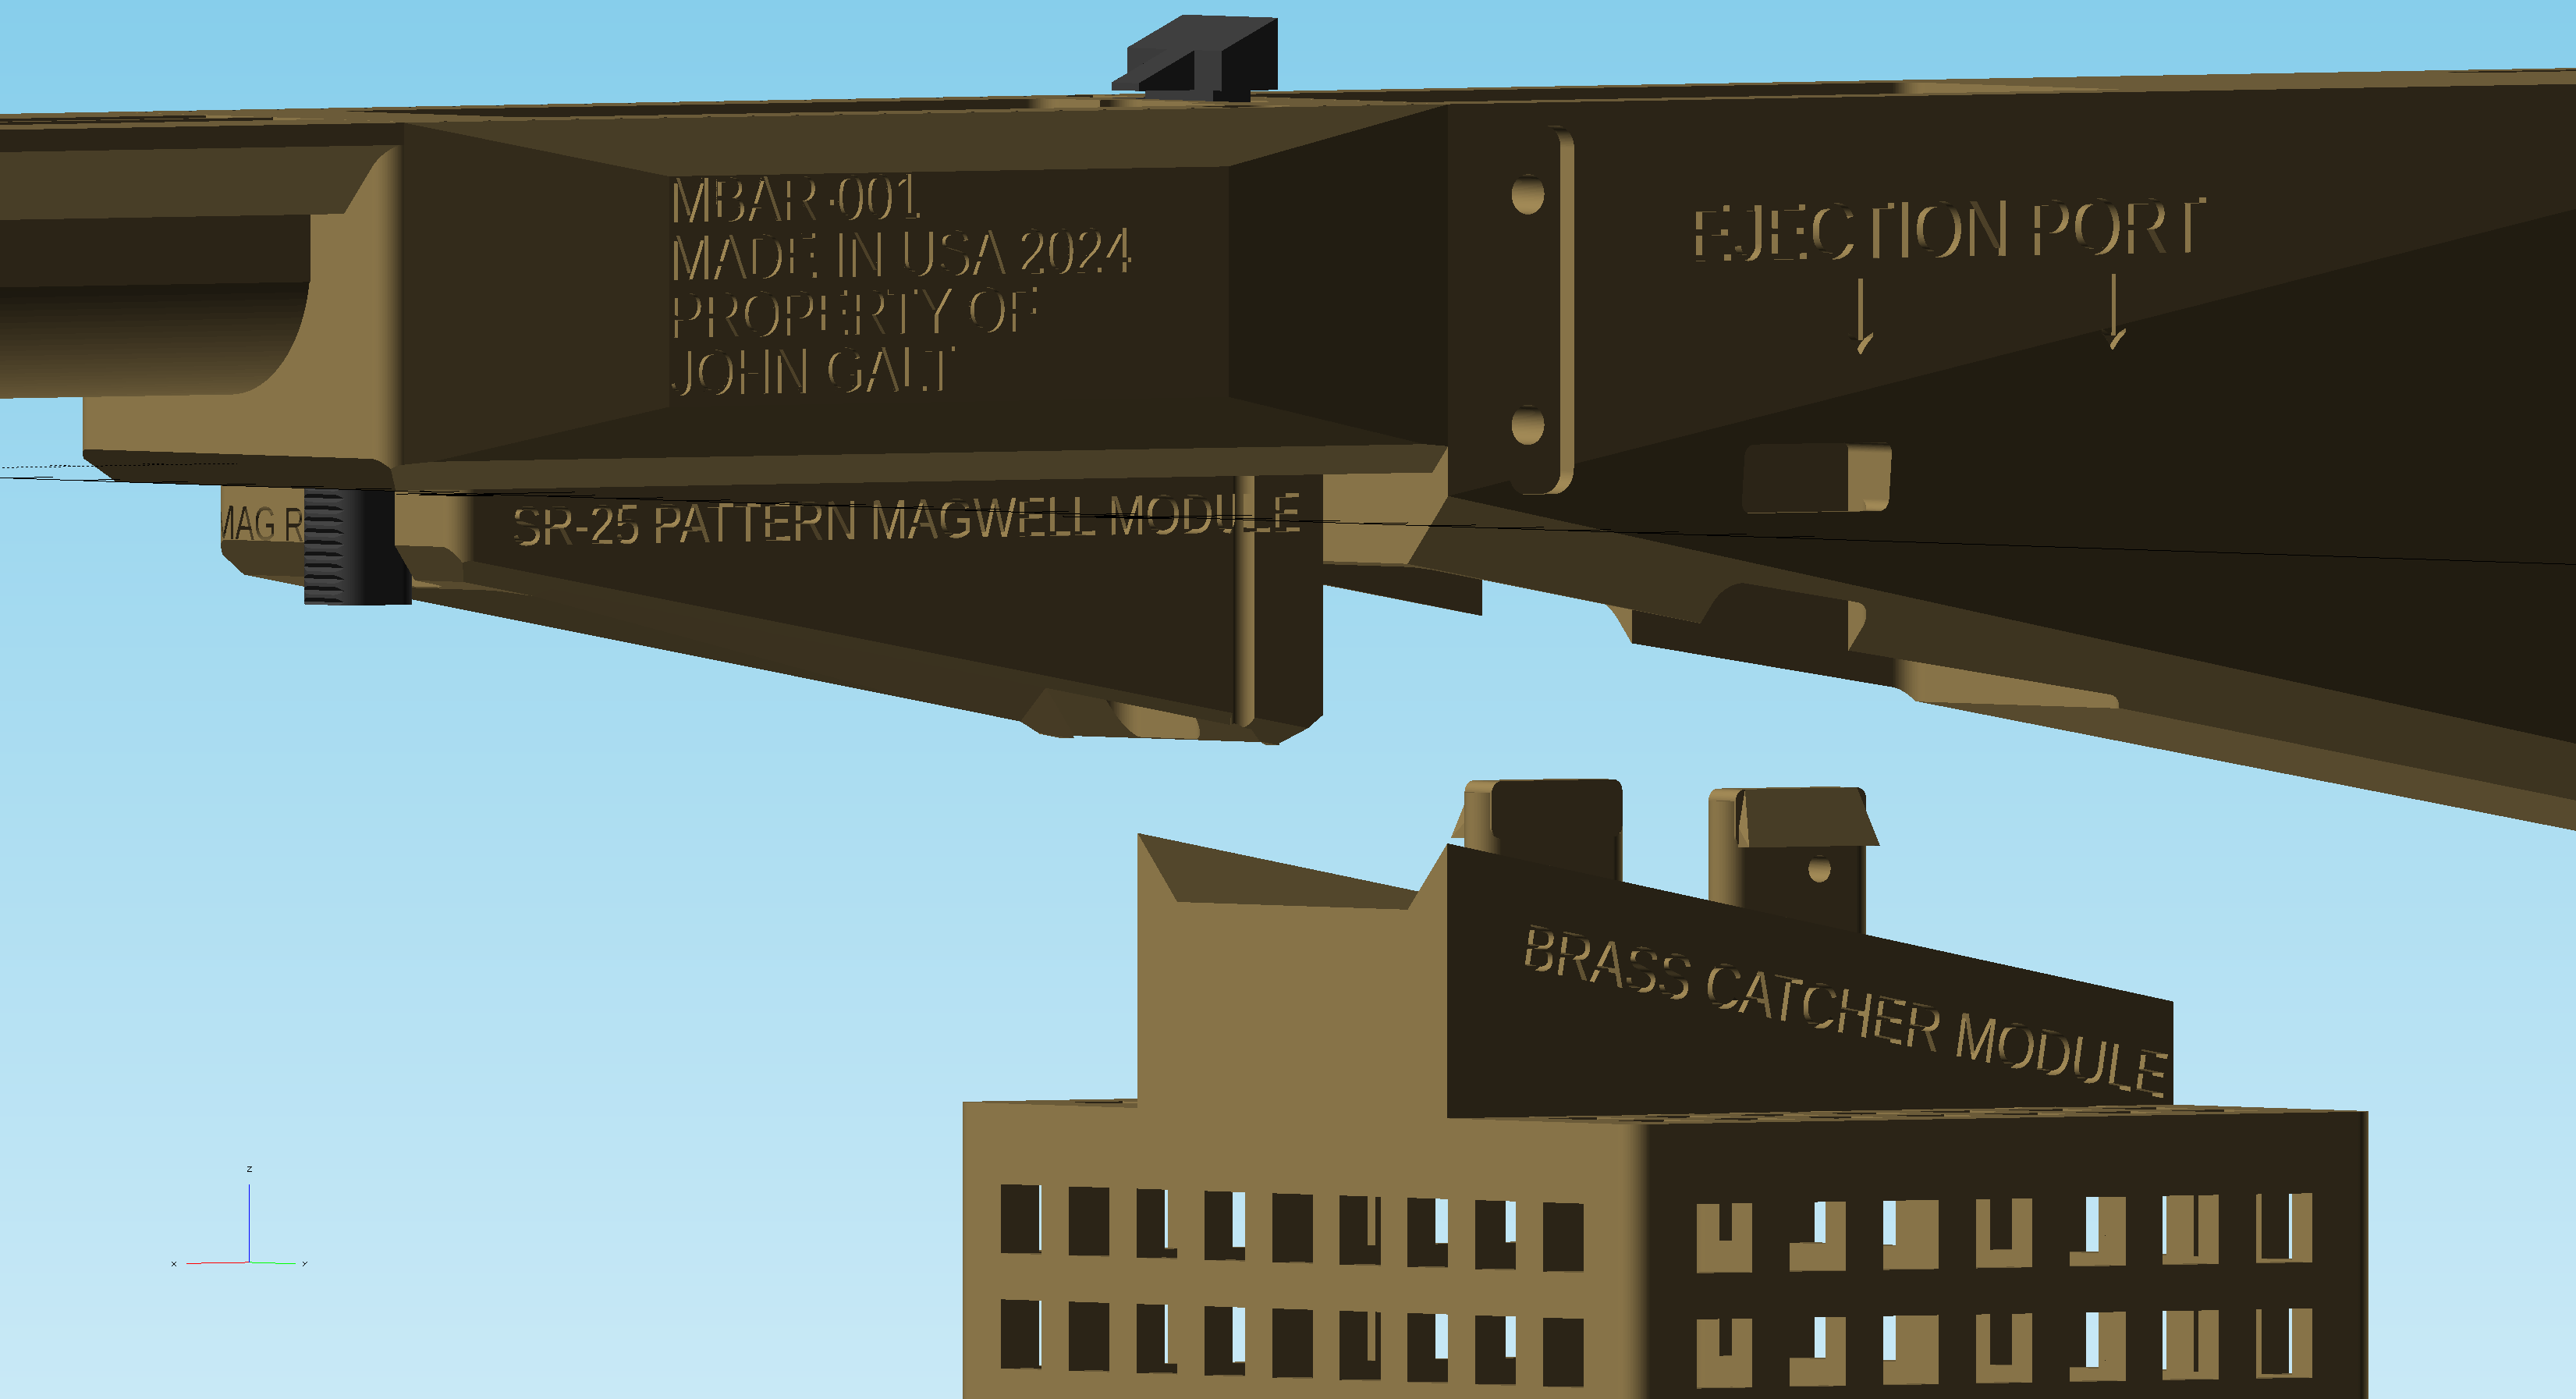 MBAR-001
MADE IN USA 2024
PROPERTY OF
JOHN GALT
EJECTION PORT
MAG R
SR-25 PATTERN MAGWELL MODULE
BRASS CATCHER MODULE
z
x
Y